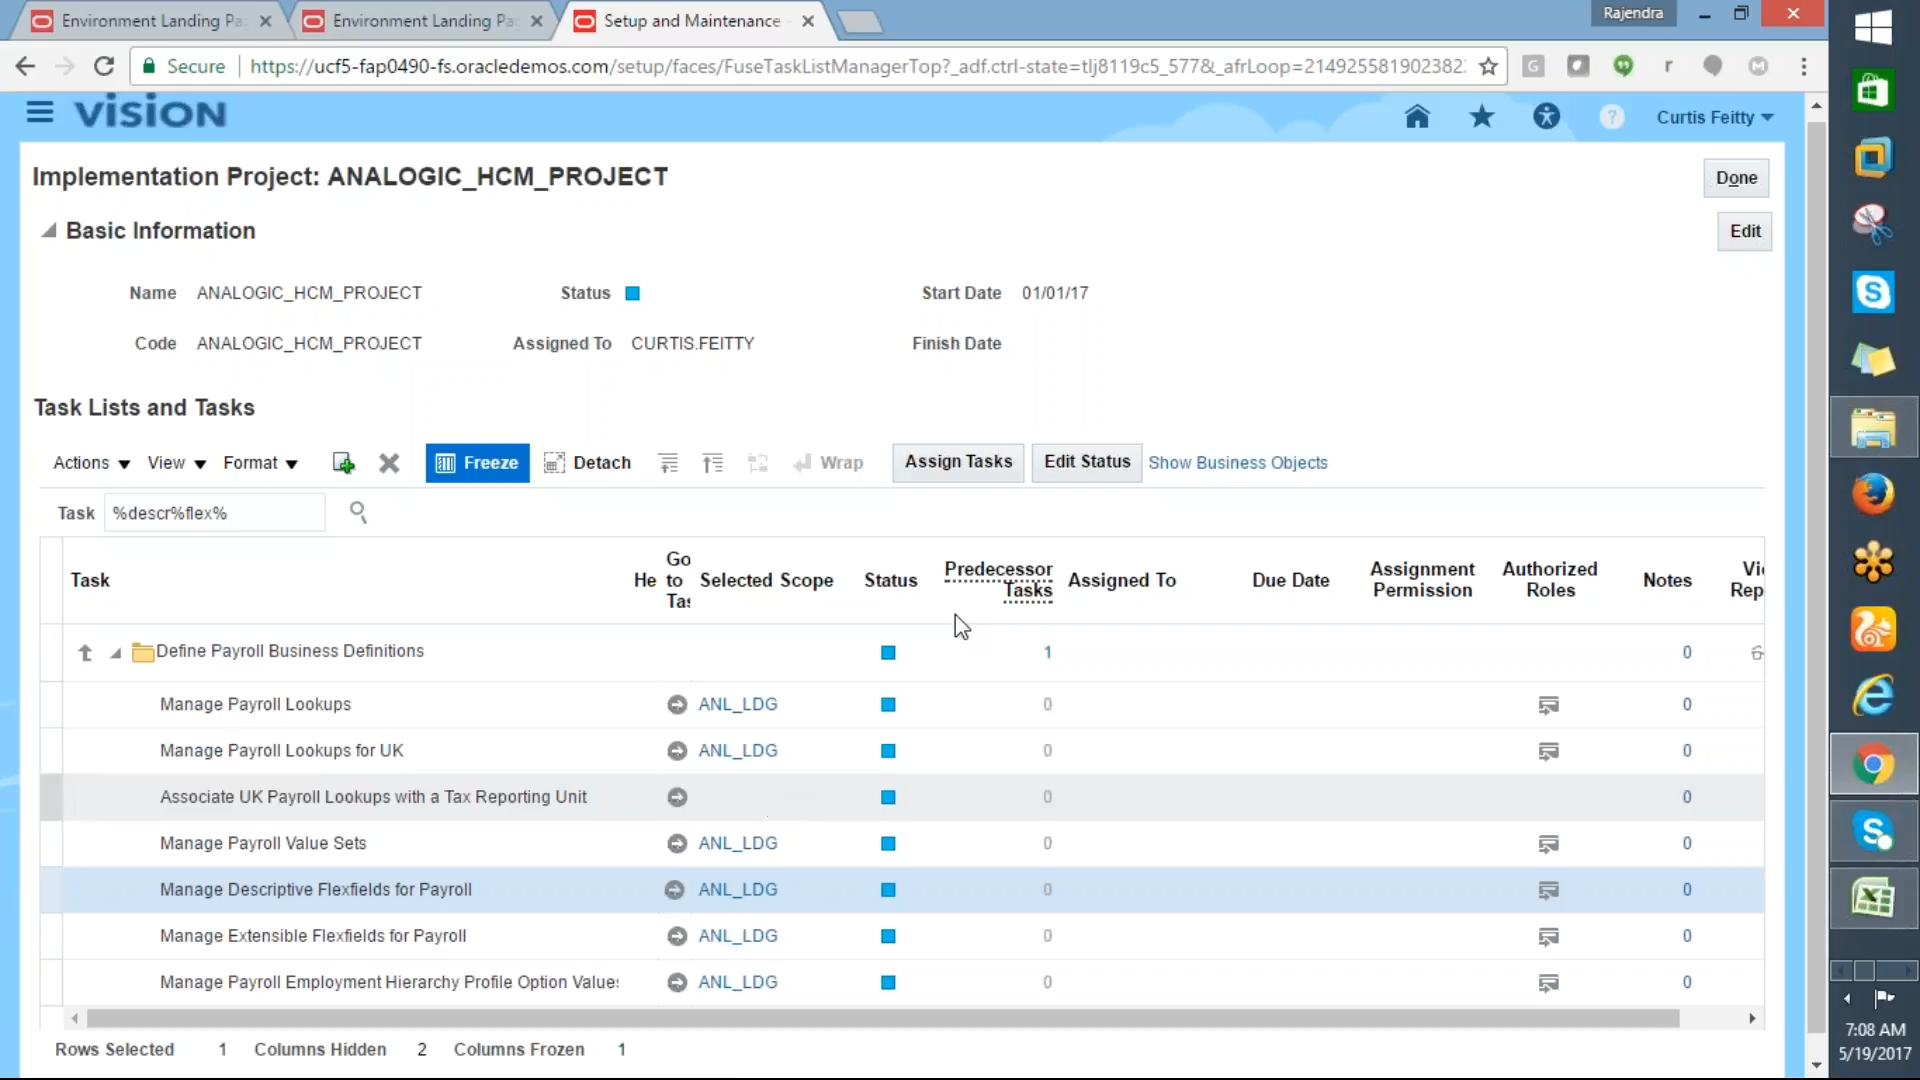 Environment Landing Pa
Environment Landing Pa
Setup and Maintenance
Rajendra
Secure
https://ucf5-fap0490-fs.oracledemos.com/setup/faces/FuseTaskListManagerTop?_adf.ctrl-state=tlj8119c5_577&_afrLoop=214925581902382
VISION
Curtis Feitty
Implementation Project: ANALOGIC_HCM_PROJECT
Done
Basic Information
Edit
Name ANALOGIC_HCM_PROJECT Status Start Date 01/01/17
Code ANALOGIC_HCM_PROJECT Assigned To CURTIS.FEITTY Finish Date
Task Lists and Tasks
Actions View Format Freeze Detach Wrap Assign Tasks Edit Status Show Business Objects
Task %descr%flex%
Task He Go to Tas Selected Scope Status Predecessor Tasks Assigned To Due Date Assignment Permission Authorized Roles Notes Vi Rep
Define Payroll Business Definitions 1 0
Manage Payroll Lookups ANL_LDG 0 0
Manage Payroll Lookups for UK ANL_LDG 0 0
Associate UK Payroll Lookups with a Tax Reporting Unit 0 0
Manage Payroll Value Sets ANL_LDG 0 0
Manage Descriptive Flexfields for Payroll ANL_LDG 0 0
Manage Extensible Flexfields for Payroll ANL_LDG 0 0
Manage Payroll Employment Hierarchy Profile Option Values ANL_LDG 0 0
Rows Selected 1 Columns Hidden 2 Columns Frozen 1
7:08 AM
5/19/2017